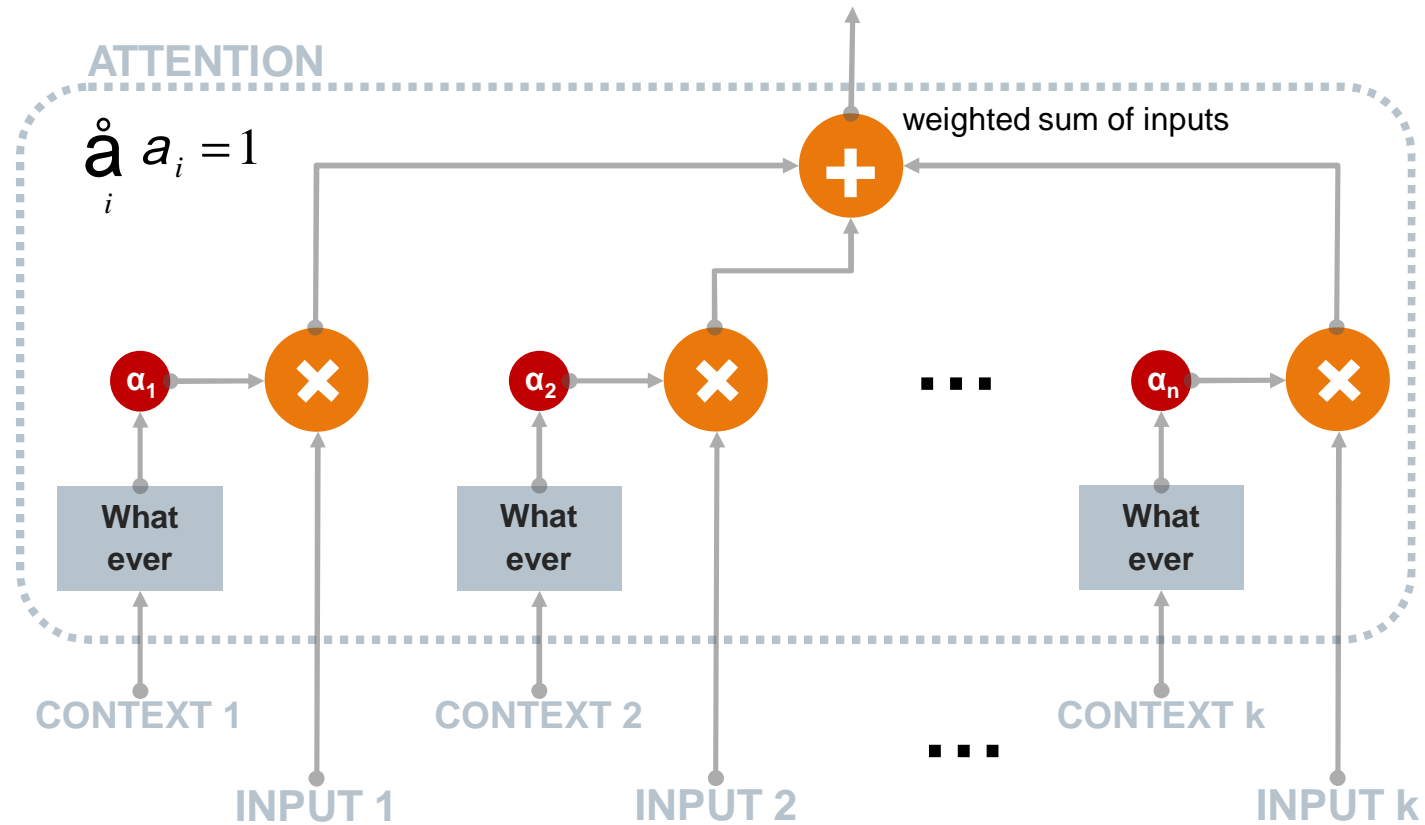 ATTENTION
å a i = 1
i
weighted sum of inputs
+
× × ... ×
α1 α2 αn
What ever
What ever
What ever
CONTEXT 1
CONTEXT 2
CONTEXT k
...
INPUT 1
INPUT 2
INPUT k